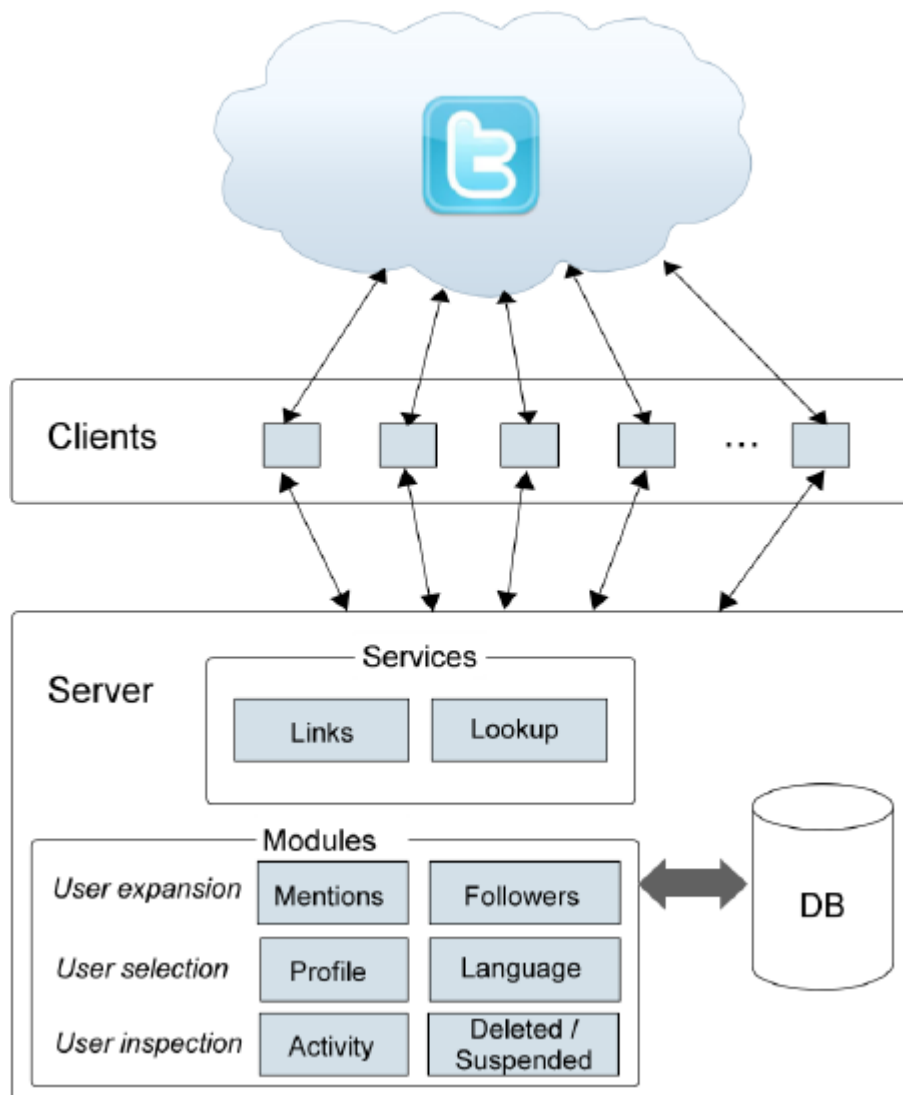 Clients
...
Services
Server
Links Lookup
Modules
User expansion Mentions Followers
DB
User selection Profile Language
User inspection Activity Deleted /
Suspended